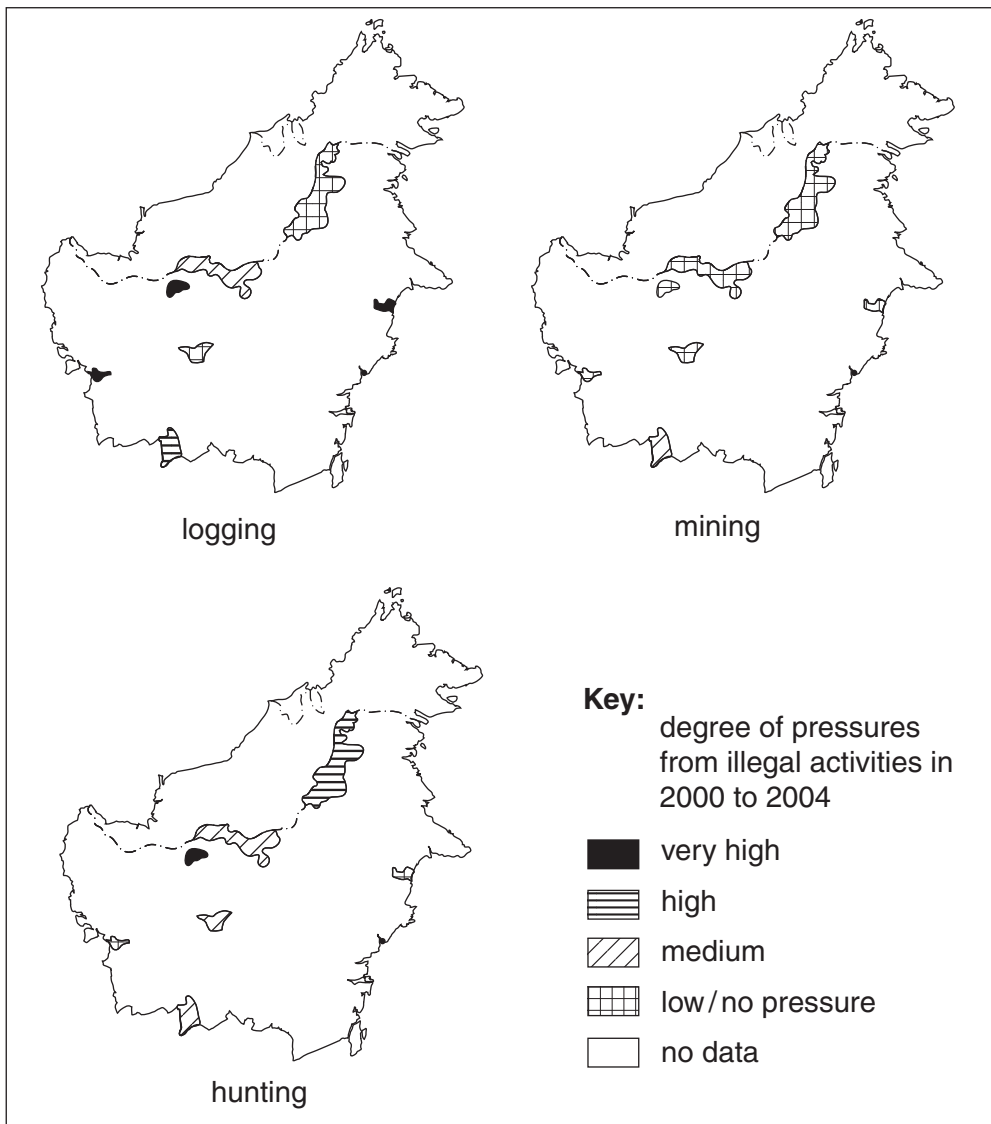 logging
mining
hunting
Key:
degree of pressures
from illegal activities in
2000 to 2004
very high
high
medium
low/no pressure
no data